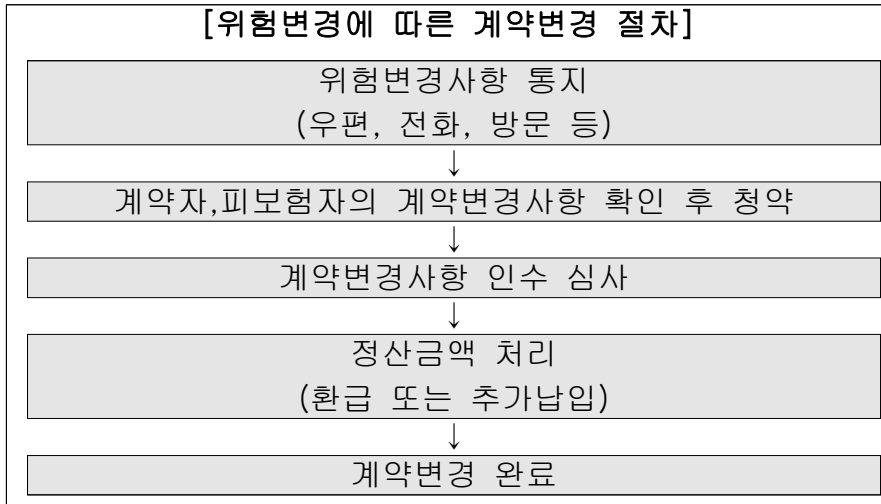 [위험변경에 따른 계약변경 절차]
위험변경사항 통지
(우편, 전화, 방문 등)
↓
계약자,피보험자의 계약변경사항 확인 후 청약
↓
계약변경사항 인수 심사
↓
정산금액 처리
(환급 또는 추가납입)
↓
계약변경 완료